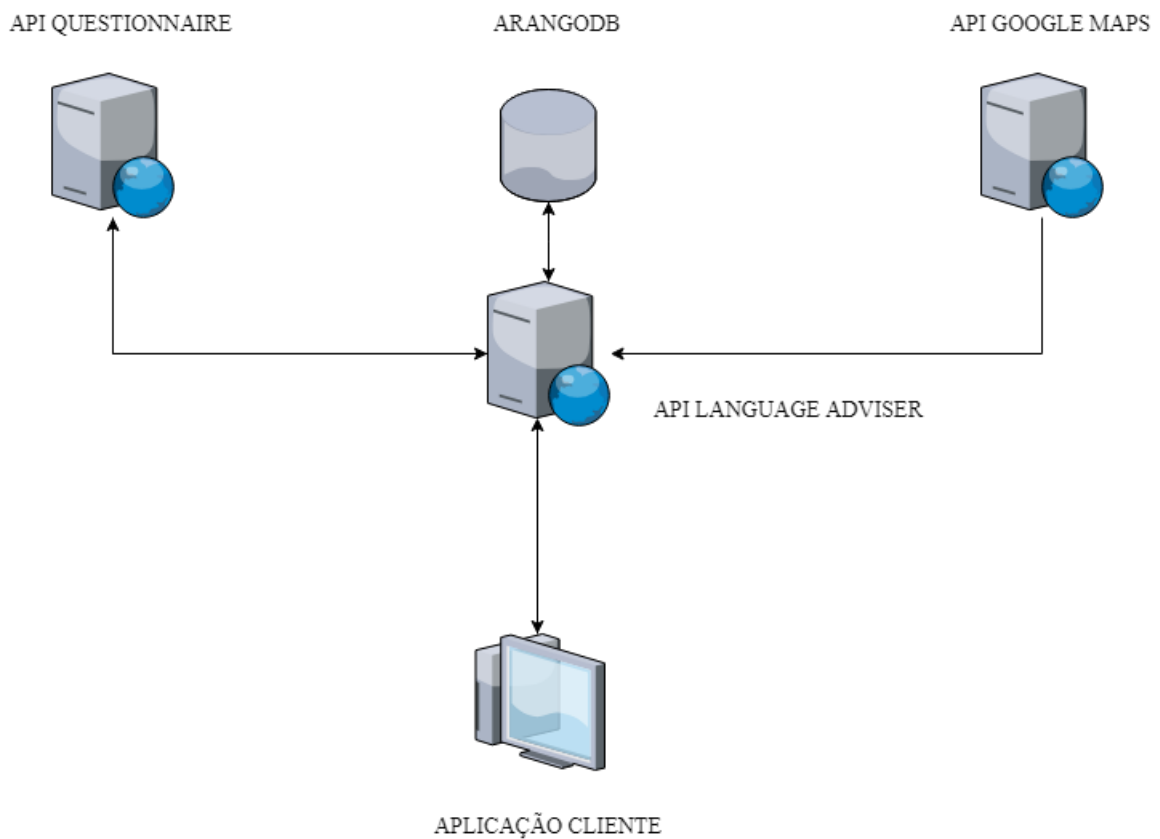 API QUESTIONNAIRE
ARANGODB
API GOOGLE MAPS
API LANGUAGE ADVISER
APLICAÇÃO CLIENTE